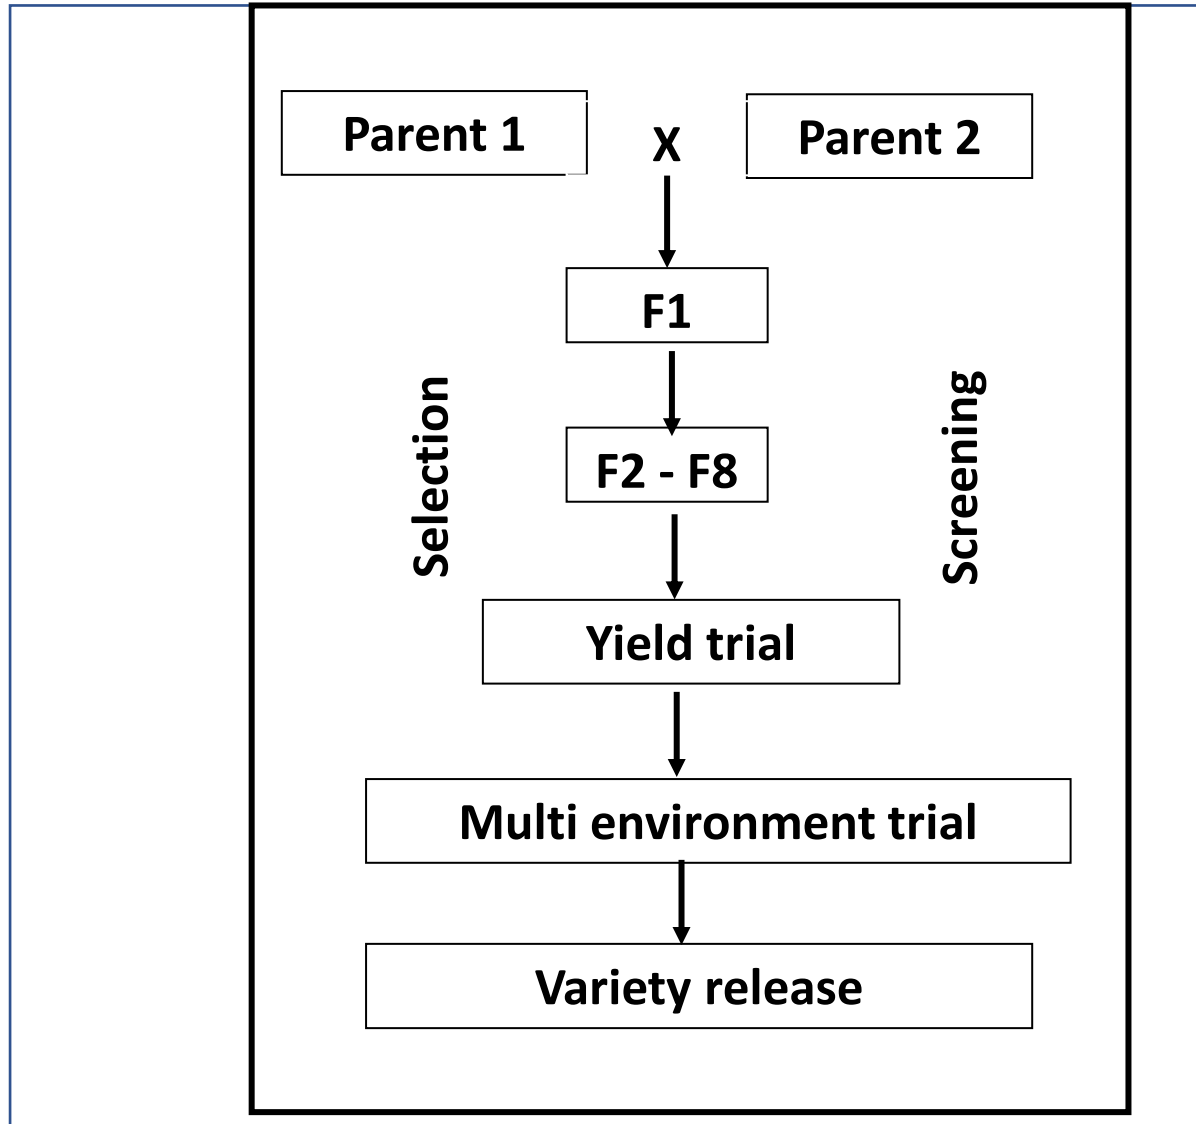 Parent 1
X
Parent 2
F1
Selection
Screening
F2 - F8
Yield trial
Multi environment trial
Variety release